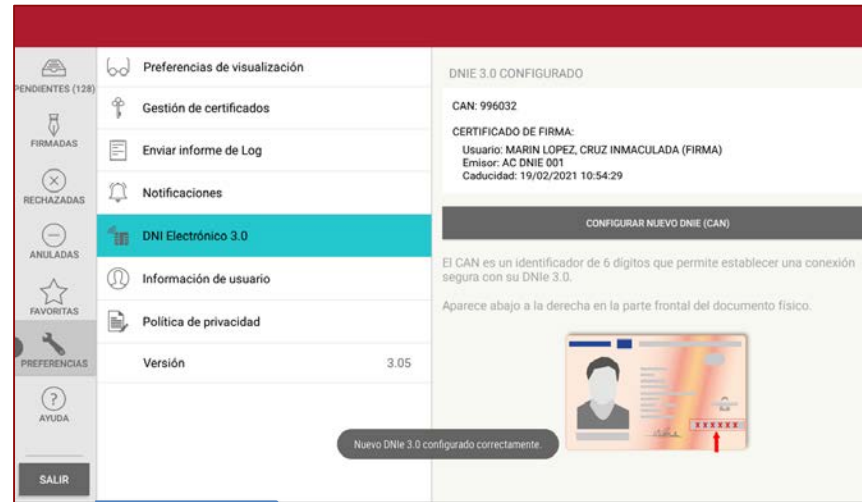 PENDIENTES (128)
FIRMADAS
RECHAZADAS
ANULADAS
FAVORITAS
PREFERENCIAS
AYUDA
SALIR
Preferencias de visualización
Gestión de certificados
Enviar informe de Log
Notificaciones
DNI Electrónico 3.0
Información de usuario
Política de privacidad
Versión 3.05
DNIE 3.0 CONFIGURADO
CAN: 996032
CERTIFICADO DE FIRMA:
Usuario: MARIN LOPEZ, CRUZ INMACULADA (FIRMA)
Emisor: AC DNIE 001
Caducidad: 19/02/2021 10:54:29
CONFIGURAR NUEVO DNIE (CAN)
El CAN es un identificador de 6 dígitos que permite establecer una conexión
segura con su DNIe 3.0.
Aparece abajo a la derecha en la parte frontal del documento físico.
XXXXXX
Nuevo DNIe 3.0 configurado correctamente.